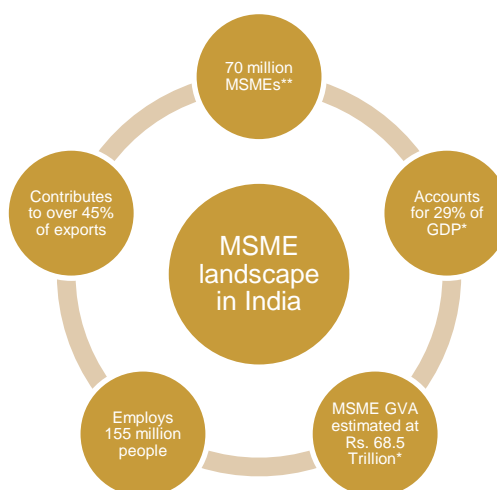 70 million
MSMEs**
Contributes
to over 45%
of exports
Accounts
for 29% of
GDP*
MSME
landscape
in India
Employs
155 million
people
MSME GVA
estimated at
Rs. 68.5
Trillion*